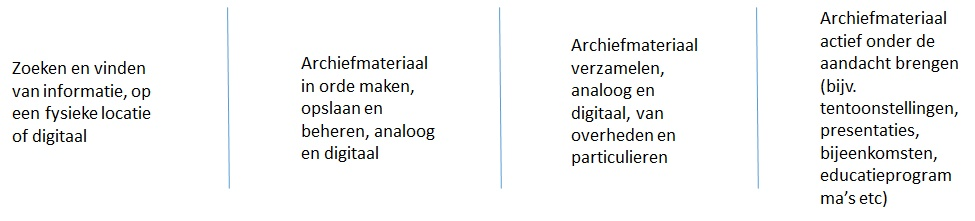 Zoeken en vinden
van informatie, op
een fysieke locatie
of digitaal
Archiefmateriaal
in orde maken,
opslaan en
beheren, analoog
en digitaal
Archiefmateriaal
verzamelen,
analoog en
digitaal, van
overheden en
particulieren
Archiefmateriaal
actief onder de
aandacht brengen
(bijv.
tentoonstellingen,
presentaties,
bijeenkomsten,
educatieprogram
ma's etc)